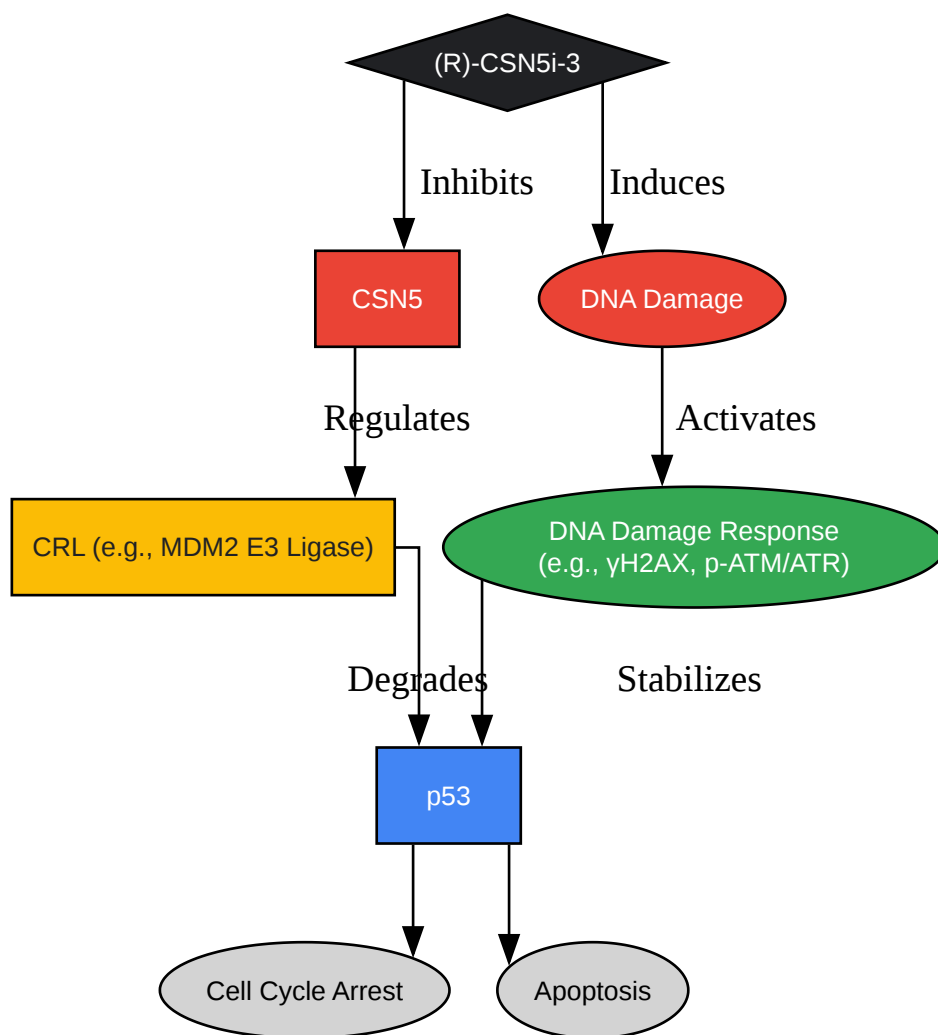 (R)-CSN5i-3
Inhibits
Induces
CSN5
DNA Damage
Regulates
Activates
CRL (e.g., MDM2 E3 Ligase)
DNA Damage Response
(e.g., γH2AX, p-ATM/ATR)
Degrades
Stabilizes
p53
Cell Cycle Arrest
Apoptosis